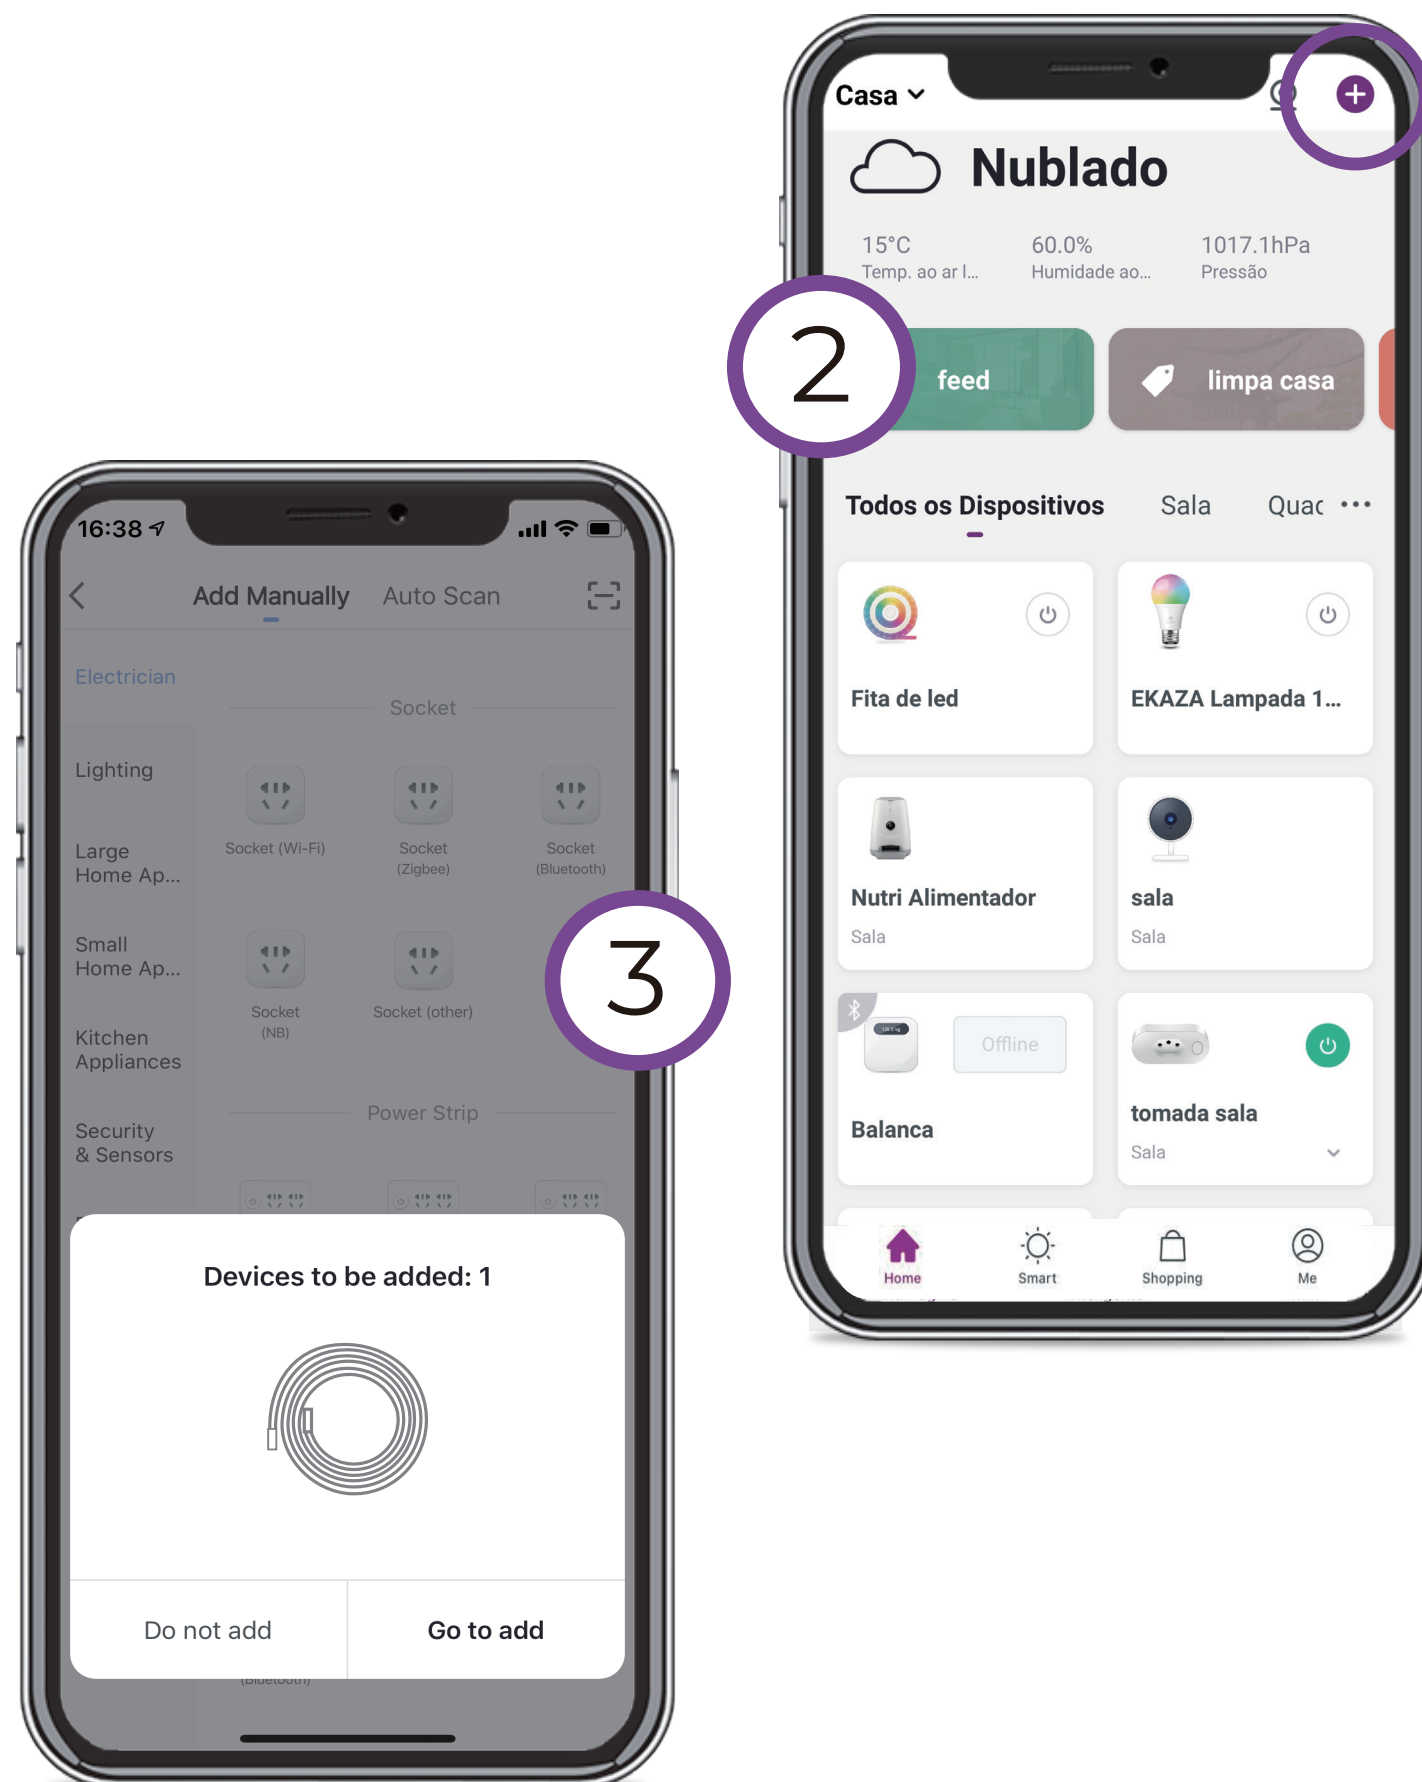 Casa
Nublado
15°C
60.0%
1017.1hPa
Temp. ao ar l...
Humidade ao...
Pressão
2
feed
limpa casa
Todos os Dispositivos
Sala
Quac
Fita de led
EKAZA Lampada 1...
Nutri Alimentador
Sala
sala
Sala
Offline
Balanca
tomada sala
Sala
Home
Smart
Shopping
Me
3
16:38
Add Manually
Auto Scan
Electrician
Socket
Lighting
Socket (Wi-Fi)
Socket
(Zigbee)
Socket
(Bluetooth)
Large
Home Ap...
Small
Home Ap...
Socket
(NB)
Socket (other)
Kitchen
Appliances
Power Strip
Security
& Sensors
Devices to be added: 1
Do not add
Go to add
(Bluetooth)